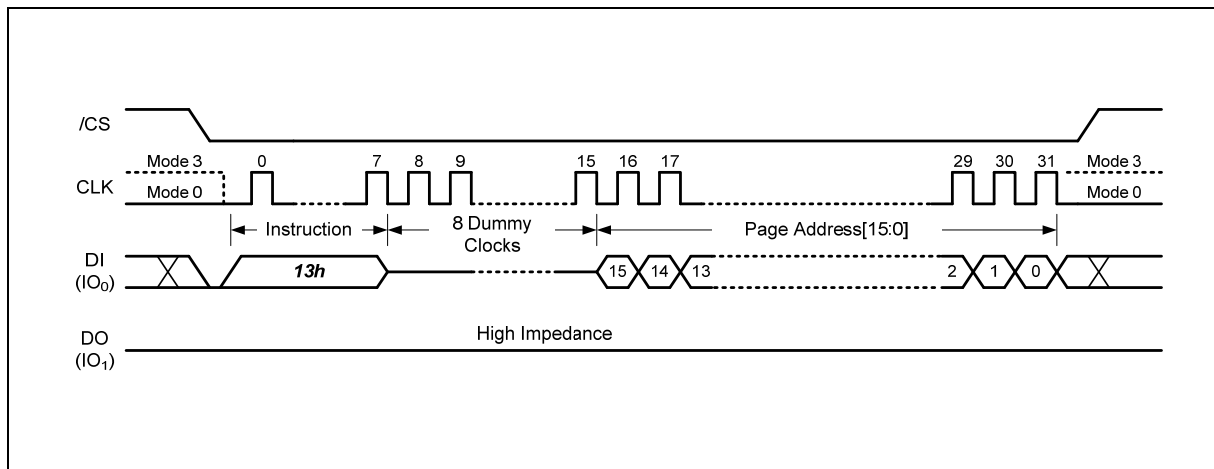 /CS
Mode 3 0 7 8 9 15 16 17 29 30 31 Mode 3
CLK
Mode 0 Mode 0
Instruction 8 Dummy Clocks Page Address[15:0]
DI
(IO0)
13h 15 14 13 2 1 0
High Impedance
DO
(IO1)